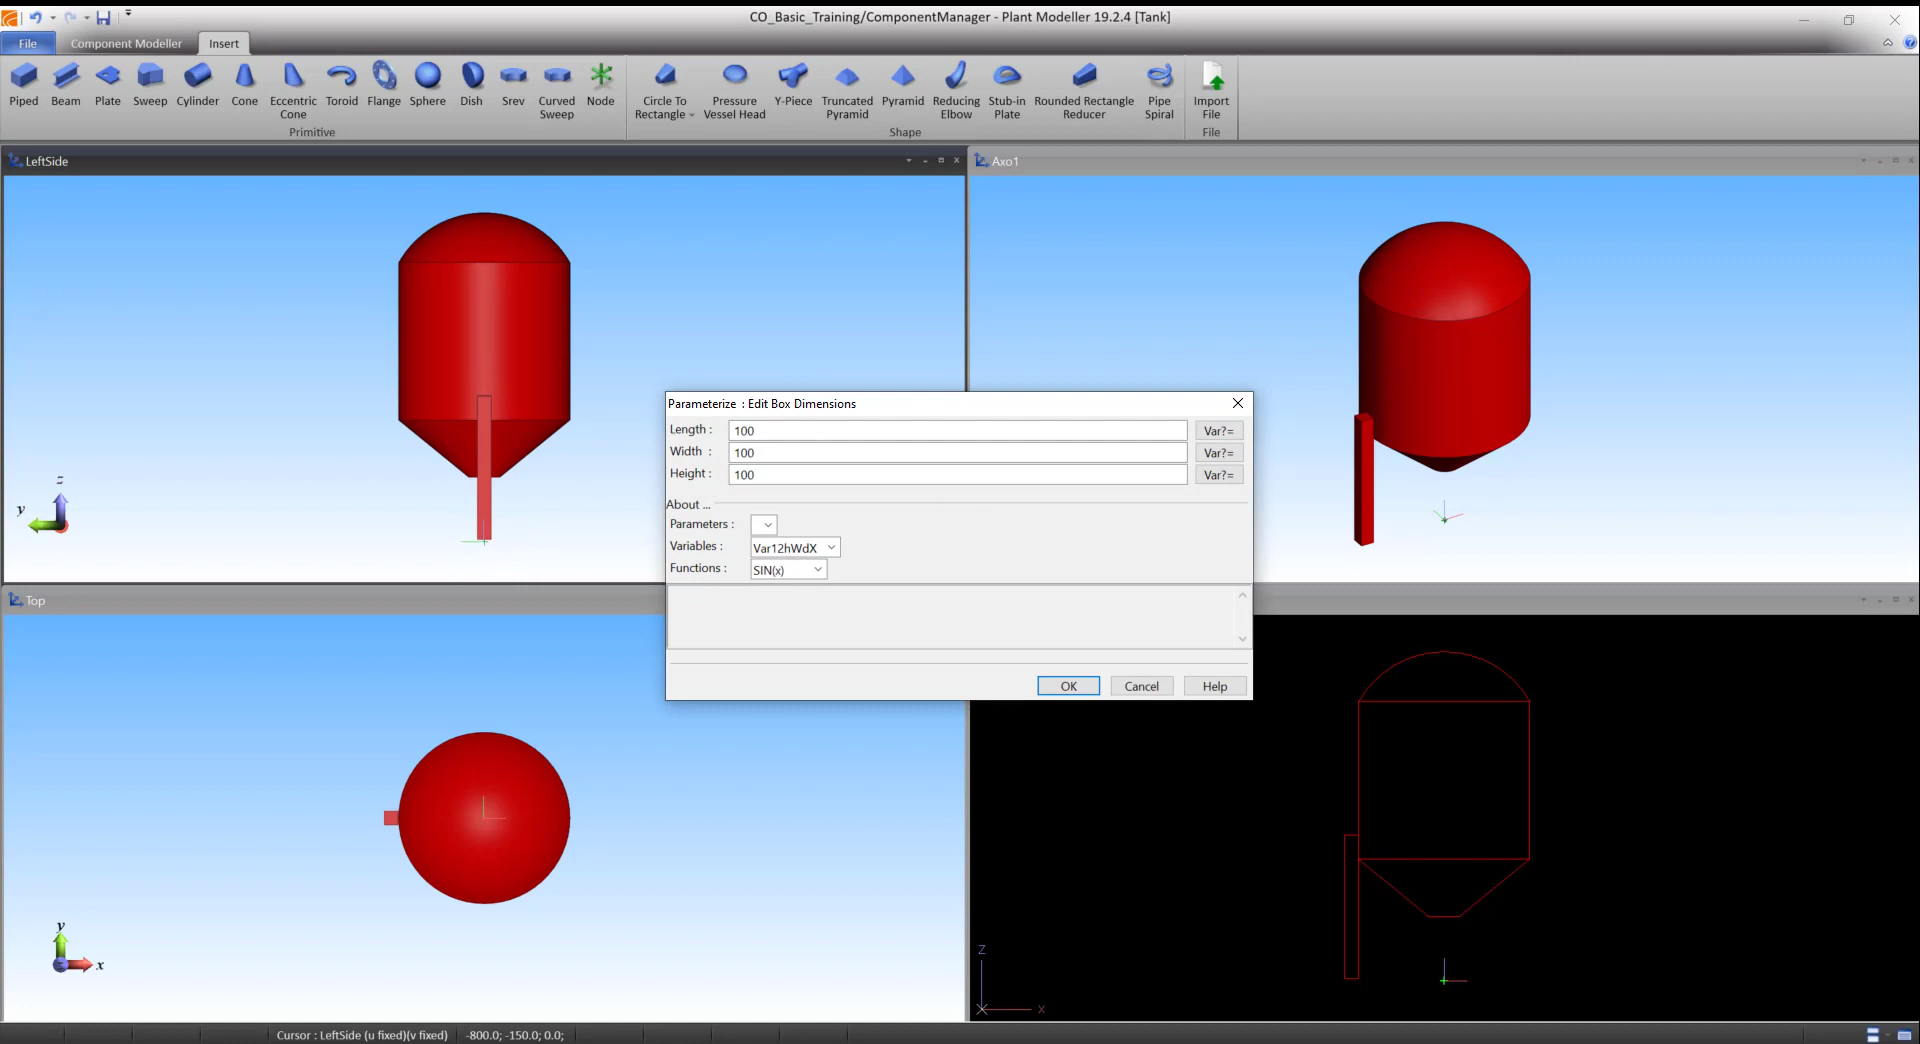 CO_Basic_Training/ComponentManager - Plant Modeller 19.2.4 [Tank]
File
Component Modeller
Insert
Piped
Beam
Plate
Sweep
Cylinder
Cone
Eccentric
Cone
Toroid
Flange
Sphere
Dish
Srev
Curved
Sweep
Node
Circle To
Rectangle
Pressure
Vessel Head
Y-Piece
Truncated
Pyramid
Pyramid
Reducing
Elbow
Stub-in
Plate
Rounded Rectangle
Reducer
Pipe
Spiral
Import
File
Primitive
Shape
File
LeftSide
Axo1
z
y
Parameterize : Edit Box Dimensions
Length :
100
Var?=
Width :
100
Var?=
Height :
100
Var?=
About ...
Parameters :
Variables :
Var12hWdX
Functions :
SIN(x)
OK
Cancel
Help
Top
y
x
Z
X
Cursor : LeftSide (u fixed)(v fixed)
-800.0; -150.0; 0.0;